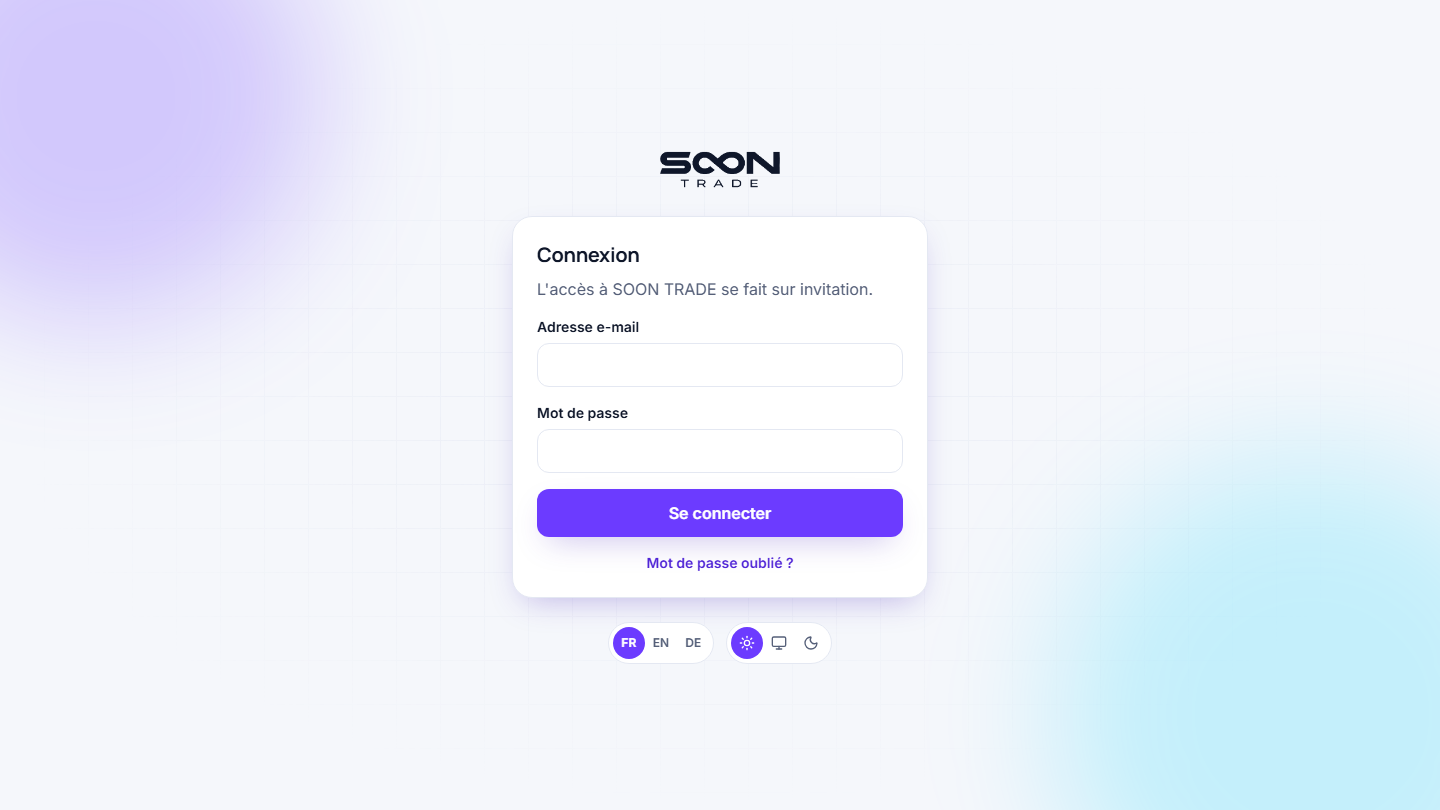 SOON
TRADE
Connexion
L'accès à SOON TRADE se fait sur invitation.
Adresse e-mail
Mot de passe
Se connecter
Mot de passe oublié ?
FR EN DE